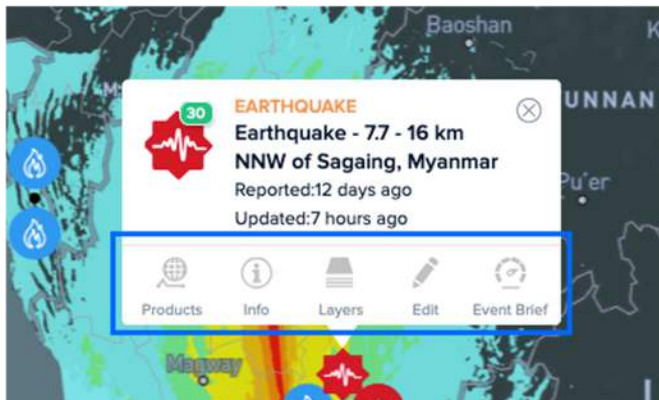 Baoshan
K
UNNAN
Pu'er
30
EARTHQUAKE
Earthquake - 7.7 - 16 km
NNW of Sagaing, Myanmar
Reported:12 days ago
Updated:7 hours ago
Products Info Layers Edit Event Brief
Magway